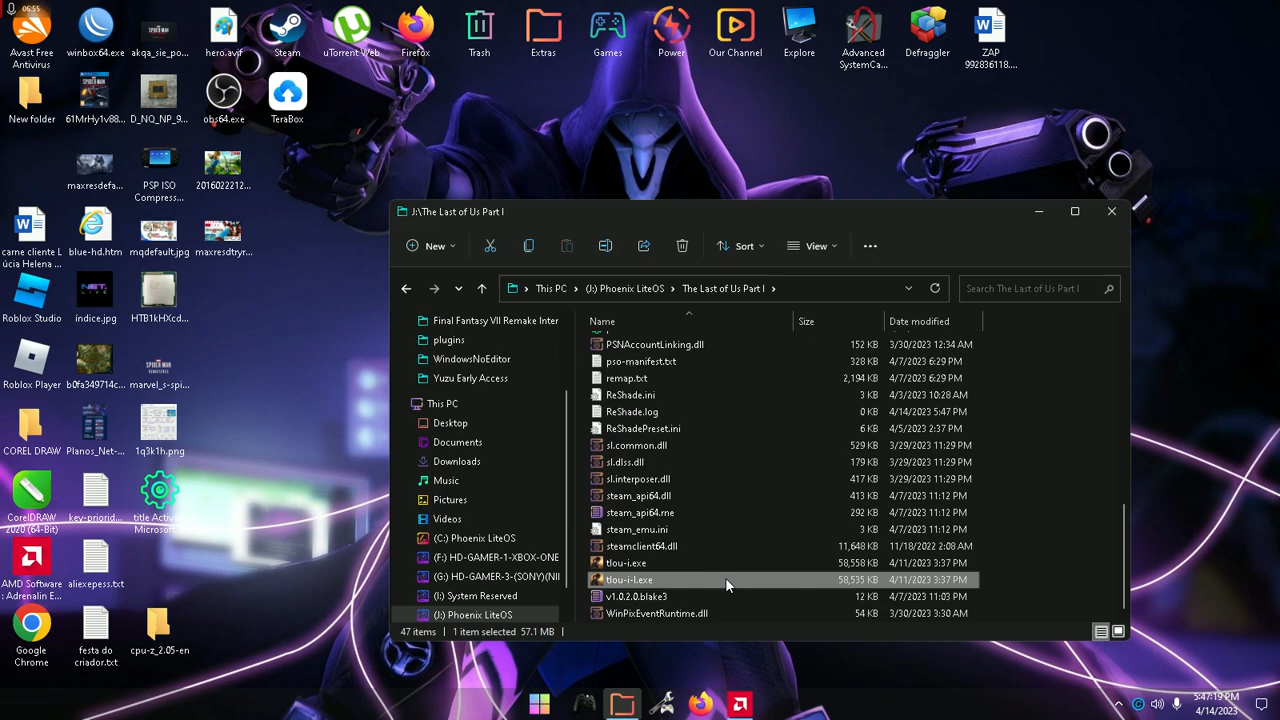 06:55
Avast Free
Antivirus
winbox64.exe
akqa_sie_po...
hero.avif
Steam
uTorrent Web
Firefox
Trash
Extras
Games
Power
Our Channel
Explore
Advanced
SystemCa...
Defraggler
ZAP
992836118....
New folder
61MrHy1v88...
D_NQ_NP_9...
obs64.exe
TeraBox
maxresdefa...
PSP ISO
Compress...
2016022212...
carne cliente L
úcia Helena ...
blue-hd.htm
mqdefault.jpg
maxresdtryr...
Roblox Studio
índice.jpg
HTB1kHXcd...
Roblox Player
b0fa349714c...
marvel_s-spi...
COREL DRAW
Planos_Net-...
1q3k1h.png
CorelDRAW
2020 (64-Bit)
key-priorid...
title Activa
Microsoft...
AMD Software
: Adrenalin E...
aliexepess.txt
Google
Chrome
festa do
criador.txt
cpu-z_2.05-en
J:\The Last of Us Part I
New
Sort
View
This PC
(J:) Phoenix LiteOS
The Last of Us Part I
Search The Last of Us Part I
Final Fantasy VII Remake Inter
plugins
WindowsNoEditor
Yuzu Early Access
This PC
Desktop
Documents
Downloads
Music
Pictures
Videos
(C:) Phoenix LiteOS
(F:) HD-GAMER-1-XBOX-ONE
(G:) HD-GAMER-3-(SONY)(NII
(I:) System Reserved
(J:) Phoenix LiteOS
Name Size Date modified
PSNAccountLinking.dll 152 KB 3/30/2023 12:34 AM
pso-manifest.txt 328 KB 4/7/2023 6:29 PM
remap.txt 2,194 KB 4/7/2023 6:29 PM
ReShade.ini 3 KB 4/3/2023 10:28 AM
ReShade.log 0 KB 4/14/2023 5:47 PM
ReShadePreset.ini 6 KB 4/5/2023 2:37 PM
sl.common.dll 529 KB 3/29/2023 11:29 PM
sl.dlss.dll 179 KB 3/29/2023 11:29 PM
sl.interposer.dll 417 KB 3/29/2023 11:29 PM
steam_api64.dll 292 KB 4/7/2023 11:12 PM
steam_api64.rne 292 KB 4/7/2023 11:12 PM
steam_emu.ini 3 KB 4/7/2023 11:12 PM
steamclient64.dll 11,648 KB 11/18/2022 2:08 AM
tlou-i.exe 58,558 KB 4/11/2023 3:37 PM
tlou-i-l.exe 58,535 KB 4/11/2023 3:37 PM
v1.0.2.0.blake3 12 KB 4/7/2023 11:03 PM
WinPixEventRuntime.dll 54 KB 3/30/2023 3:30 AM
47 items
1 item selected 57.1 MB
5:47:19 PM
4/14/2023